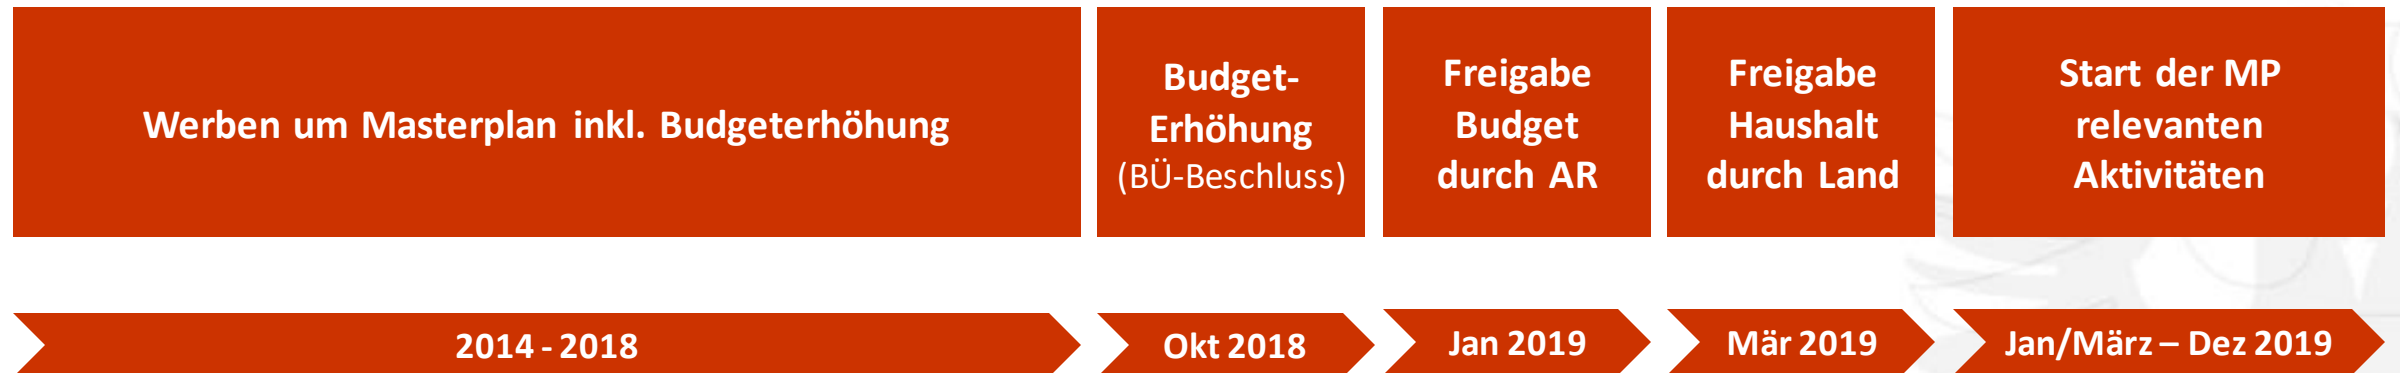 Werben um Masterplan inkl. Budgeterhöhung
Budget-
Erhöhung
(BÜ-Beschluss)
Freigabe
Budget
durch AR
Freigabe
Haushalt
durch Land
Start der MP
relevanten
Aktivitäten
2014 - 2018
Okt 2018
Jan 2019
Mär 2019
Jan/März – Dez 2019